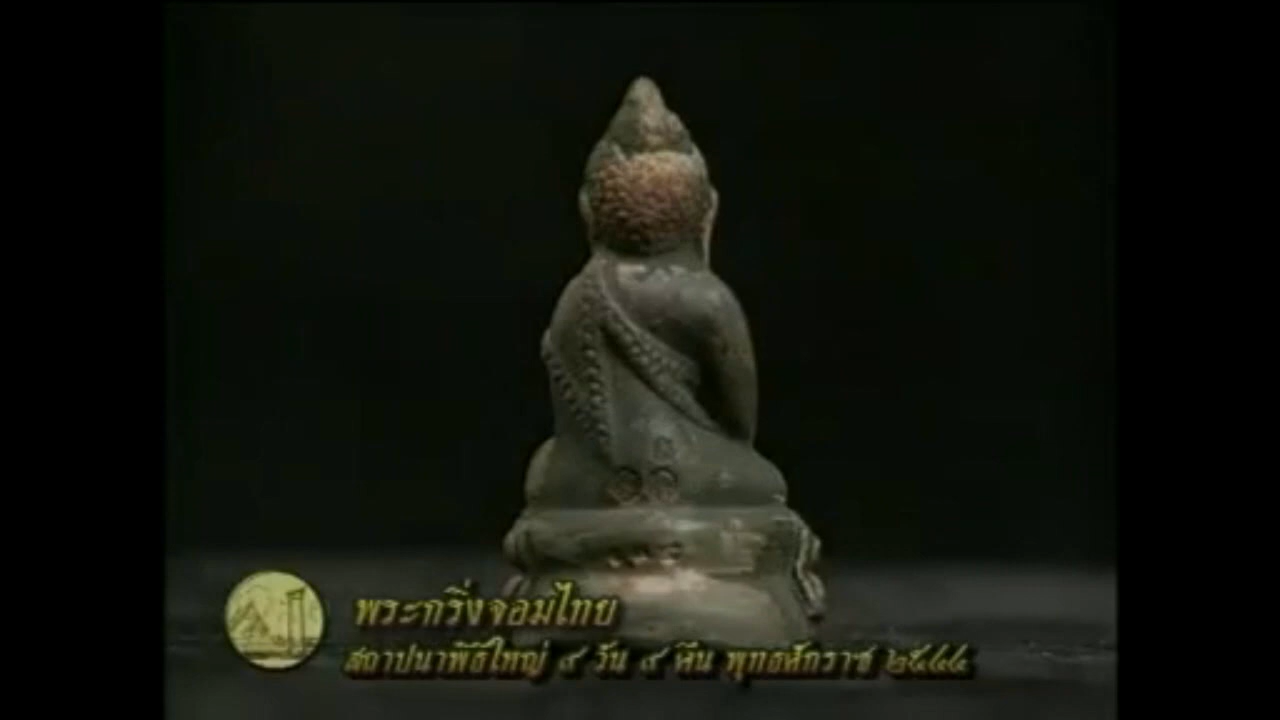 พระกริ่งจอมไทย
สถาปนาพิธีใหญ่ ๙ วัน ๙ คืน พุทธศักราช ๒๕๔๔